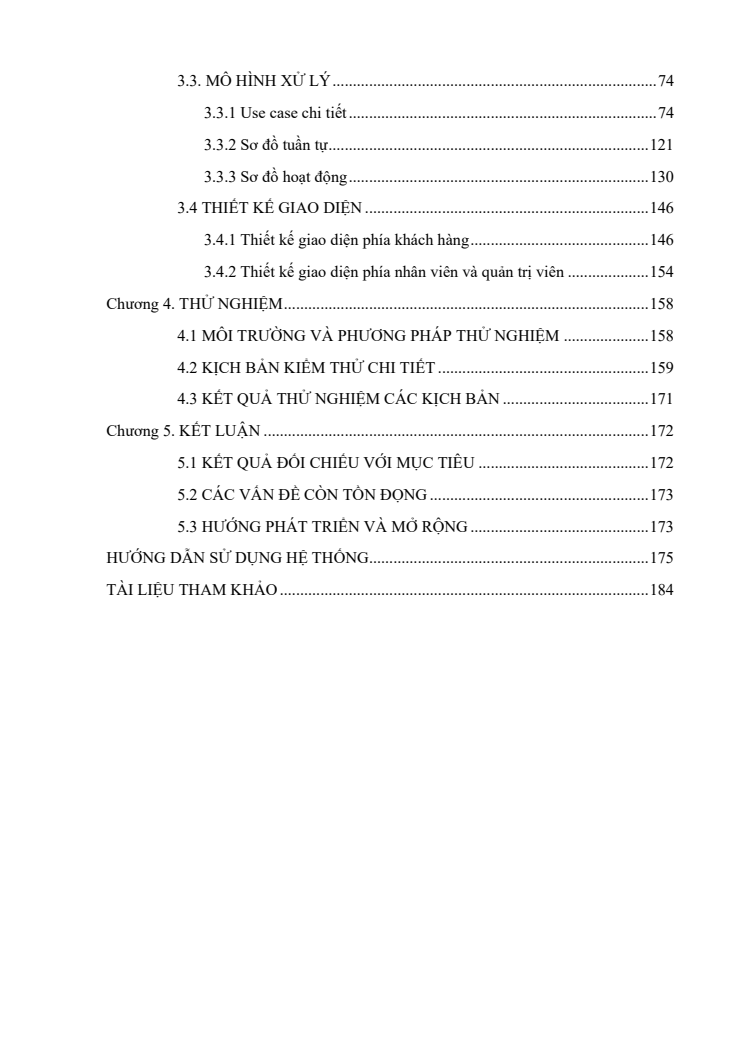 3.3. MÔ HÌNH XỬ LÝ.................................................................................74
3.3.1 Use case chi tiết.............................................................................74
3.3.2 Sơ đồ tuần tự................................................................................121
3.3.3 Sơ đồ hoạt động...........................................................................130
3.4 THIẾT KẾ GIAO DIỆN.......................................................................146
3.4.1 Thiết kế giao diện phía khách hàng.............................................146
3.4.2 Thiết kế giao diện phía nhân viên và quản trị viên....................154
Chương 4. THỬ NGHIỆM...........................................................................................158
4.1 MÔI TRƯỜNG VÀ PHƯƠNG PHÁP THỬ NGHIỆM.....................158
4.2 KỊCH BẢN KIỂM THỬ CHI TIẾT.....................................................159
4.3 KẾT QUẢ THỬ NGHIỆM CÁC KỊCH BẢN.....................................171
Chương 5. KẾT LUẬN................................................................................................172
5.1 KẾT QUẢ ĐỐI CHIẾU VỚI MỤC TIÊU...........................................172
5.2 CÁC VẤN ĐỀ CÒN TỒN ĐỌNG.......................................................173
5.3 HƯỚNG PHÁT TRIỂN VÀ MỞ RỘNG.............................................173
HƯỚNG DẪN SỬ DỤNG HỆ THỐNG......................................................................175
TÀI LIỆU THAM KHẢO............................................................................................184